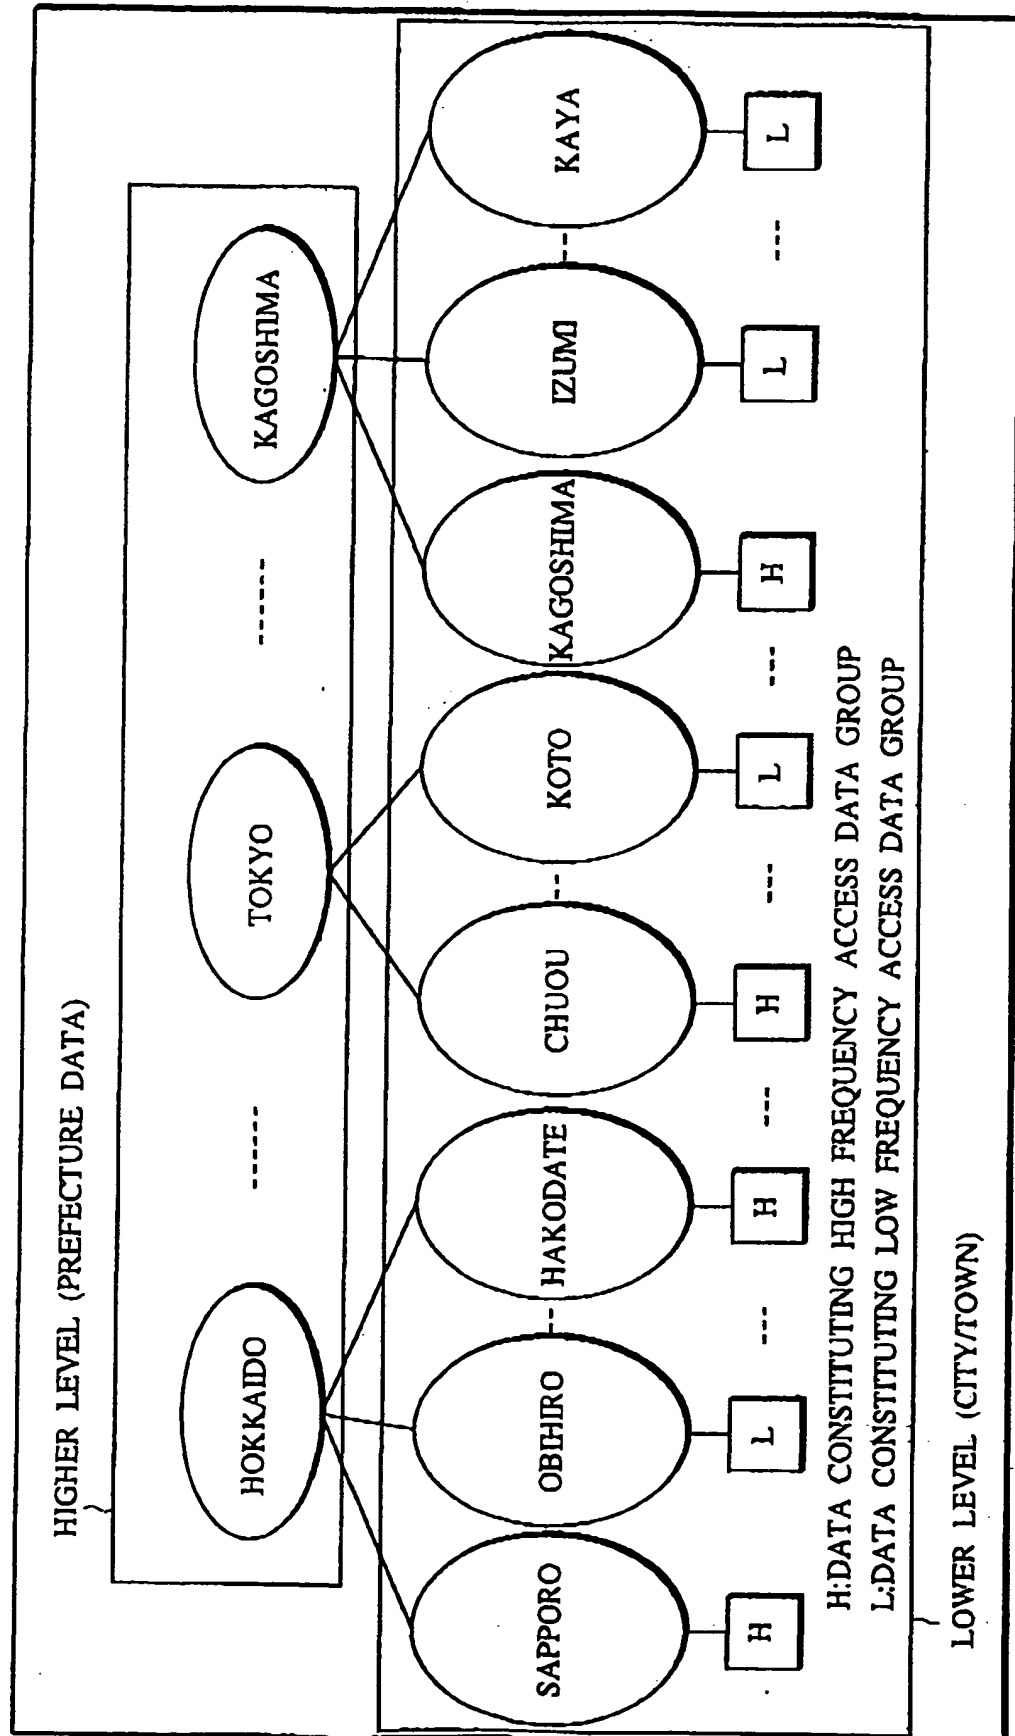 HIGHER LEVEL (PREFECTURE DATA)
HOKKAIDO ------ TOKYO ------ KAGOSHIMA
SAPPORO OBIHIRO -- HAKODATE CHUOU -- KOTO KAGOSHIMA IZUMI -- KAYA
H L --- H --- H --- L --- H L --- L
H:DATA CONSTITUTING HIGH FREQUENCY ACCESS DATA GROUP
L:DATA CONSTITUTING LOW FREQUENCY ACCESS DATA GROUP
LOWER LEVEL (CITY/TOWN)